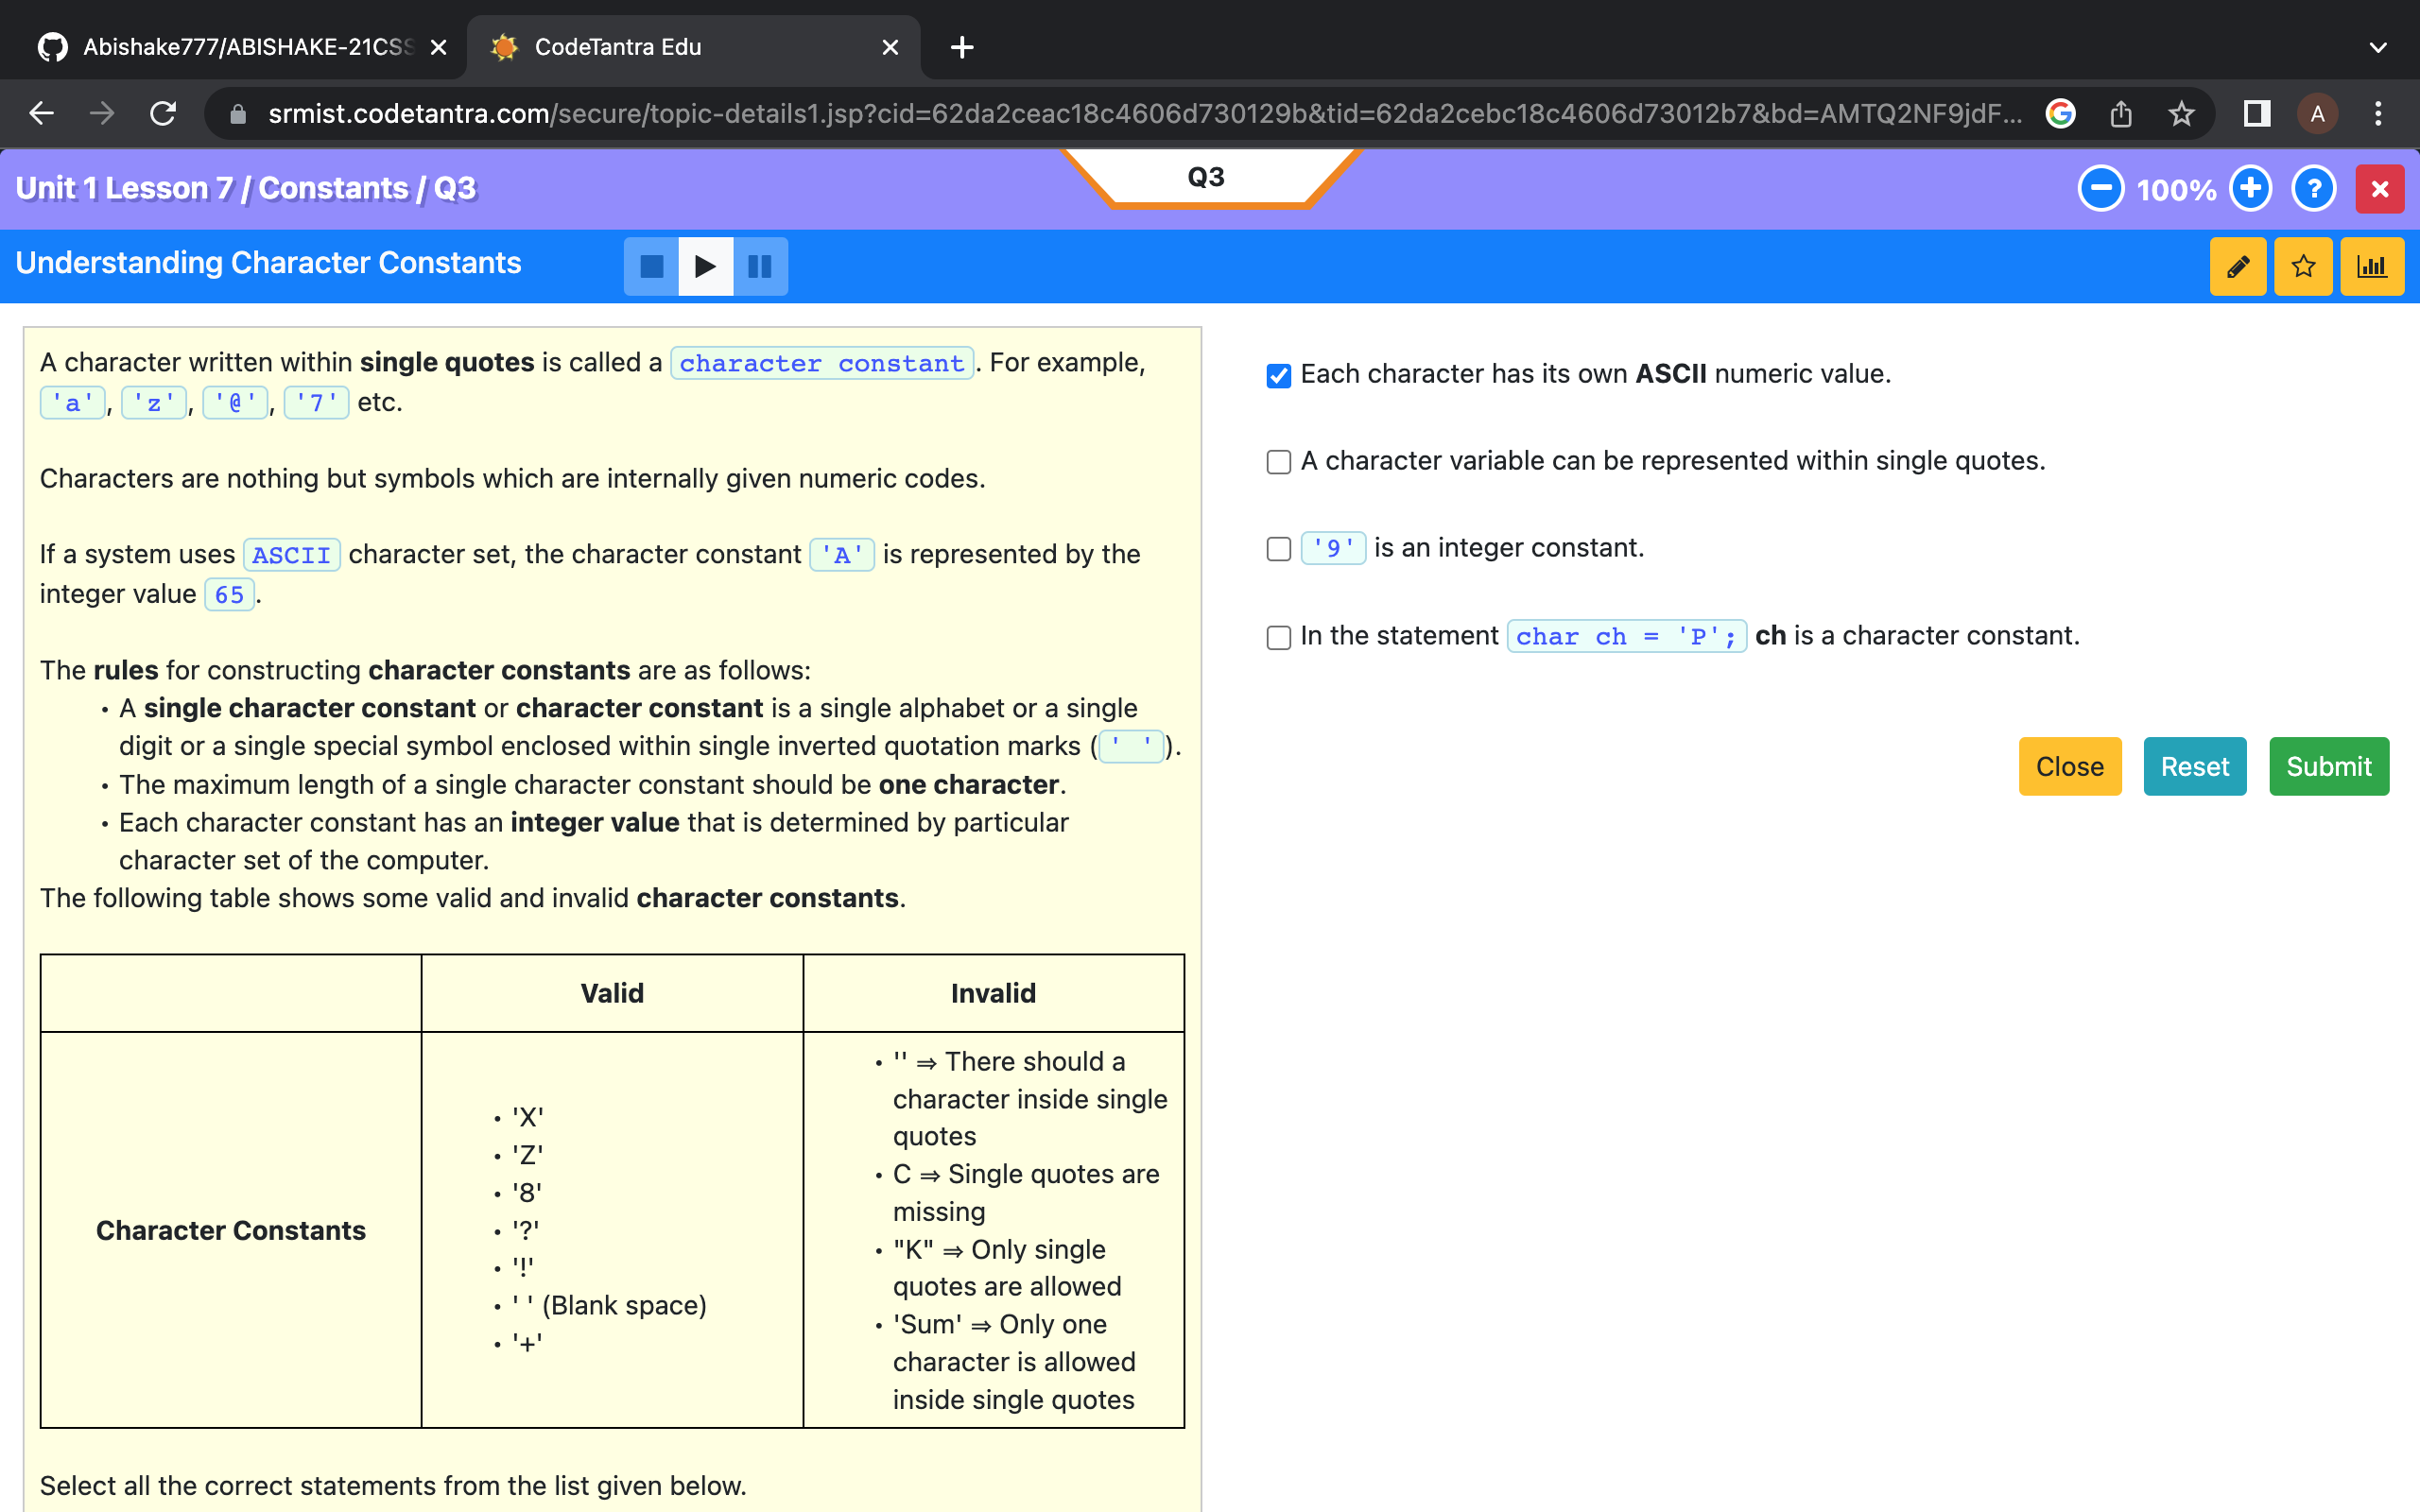 Abishake777/ABISHAKE-21CSS
CodeTantra Edu
srmist.codetantra.com/secure/topic-details1.jsp?cid=62da2ceac18c4606d730129b&tid=62da2cebc18c4606d73012b7&bd=AMTQ2NF9jdF...
A
Unit 1 Lesson 7 / Constants / Q3
Q3
100%
?
Understanding Character Constants
A character written within single quotes is called a character constant. For example,
'a', 'z', '@', '7' etc.
Characters are nothing but symbols which are internally given numeric codes.
If a system uses ASCII character set, the character constant 'A' is represented by the
integer value 65.
The rules for constructing character constants are as follows:
• A single character constant or character constant is a single alphabet or a single
digit or a single special symbol enclosed within single inverted quotation marks (' ').
• The maximum length of a single character constant should be one character.
• Each character constant has an integer value that is determined by particular
character set of the computer.
The following table shows some valid and invalid character constants.
Valid
Invalid
Character Constants
• 'X'
• 'Z'
• '8'
• '?'
• '!'
• ' ' (Blank space)
• '+'
• '' ⇒ There should a
character inside single
quotes
• C ⇒ Single quotes are
missing
• "K" ⇒ Only single
quotes are allowed
• 'Sum' ⇒ Only one
character is allowed
inside single quotes
Select all the correct statements from the list given below.
Each character has its own ASCII numeric value.
A character variable can be represented within single quotes.
'9' is an integer constant.
In the statement char ch = 'P'; ch is a character constant.
Close
Reset
Submit